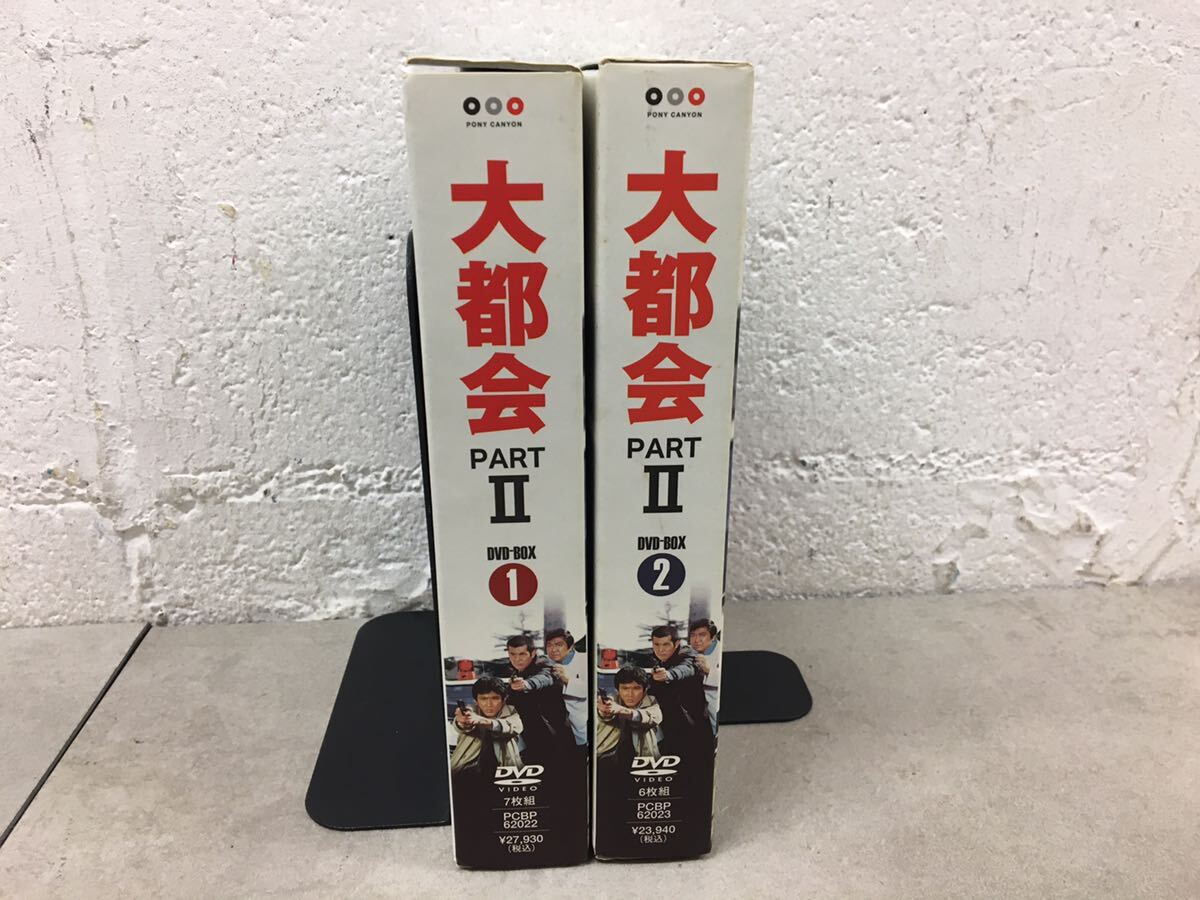 PONY CANYON
大都会
PART
II
DVD-BOX
1
DVD
VIDEO
7枚組
PCBP
62022
¥27,930
(税込)
PONY CANYON
大都会
PART
II
DVD-BOX
2
DVD
VIDEO
6枚組
PCBP
62023
¥23,940
(税込)